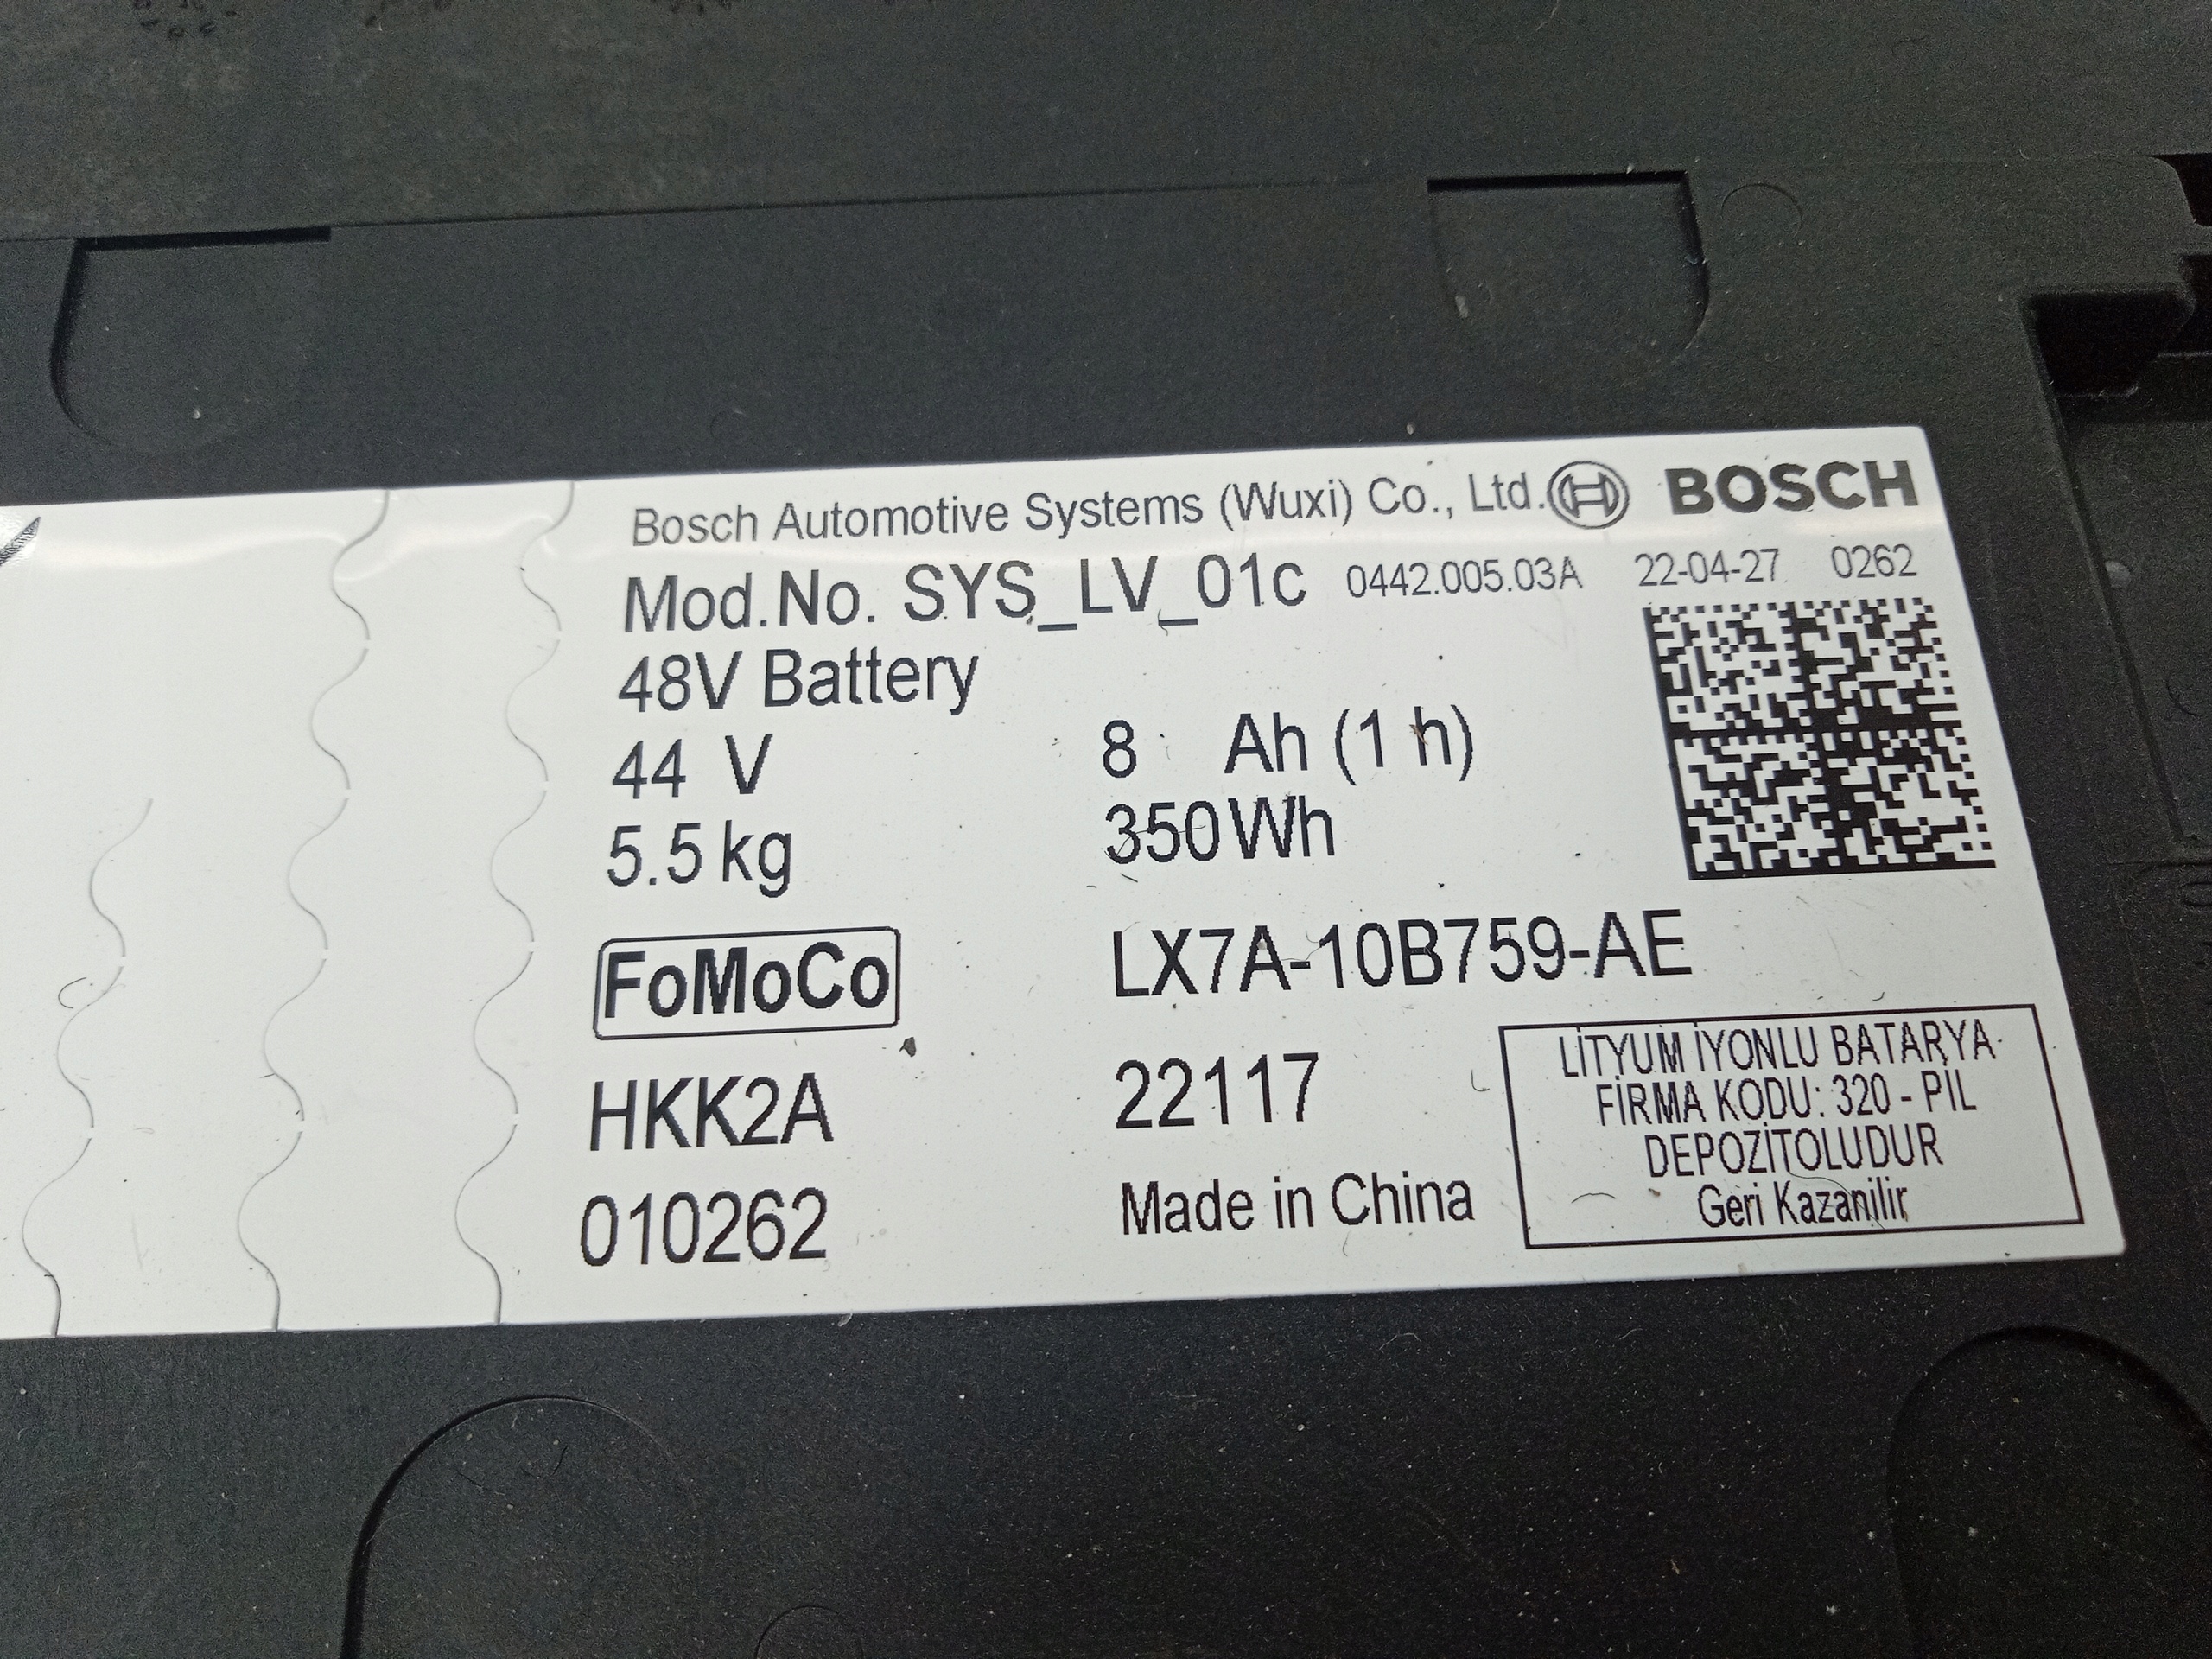 Bosch Automotive Systems (Wuxi) Co., Ltd. BOSCH
Mod.No. SYS_LV_01c 0442.005.03A 22-04-27 0262
48V Battery
44 V 8 Ah (1 h)
5.5 kg 350 Wh
FoMoCo LX7A-10B759-AE
HKK2A 22117
010262 Made in China
LİTYUM İYONLU BATARYA
FİRMA KODU: 320 - PİL
DEPOZİTOLUDUR
Geri Kazanilir